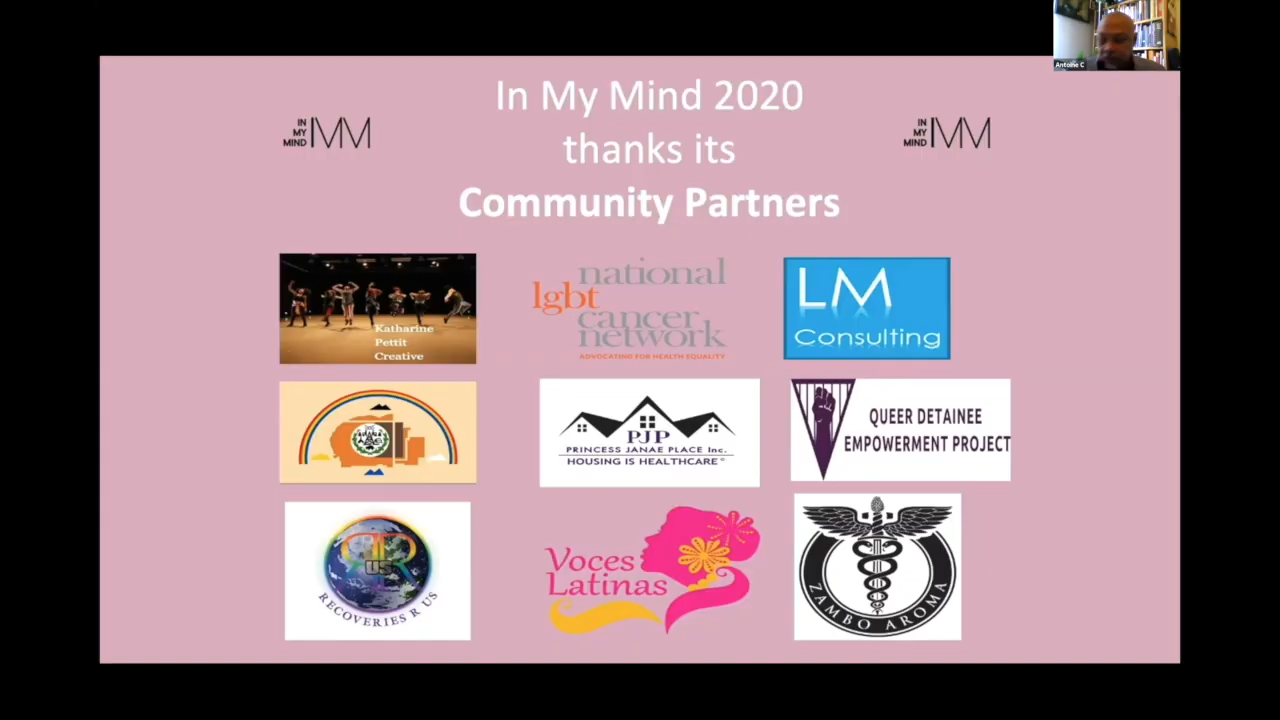 Antoine C
In My Mind 2020
thanks its
Community Partners
IN
MY
MIND
IMM
IN
MY
MIND
IMM
Katharine
Pettit
Creative
national
lgbt
cancer
network
ADVOCATING FOR HEALTH EQUALITY
LM
Consulting
PJP
PRINCESS JANAE PLACE Inc.
HOUSING IS HEALTHCARE
QUEER DETAINEE
EMPOWERMENT PROJECT
RR
US
RECOVERIES R US
Voces
Latinas
ZAMBO AROMA